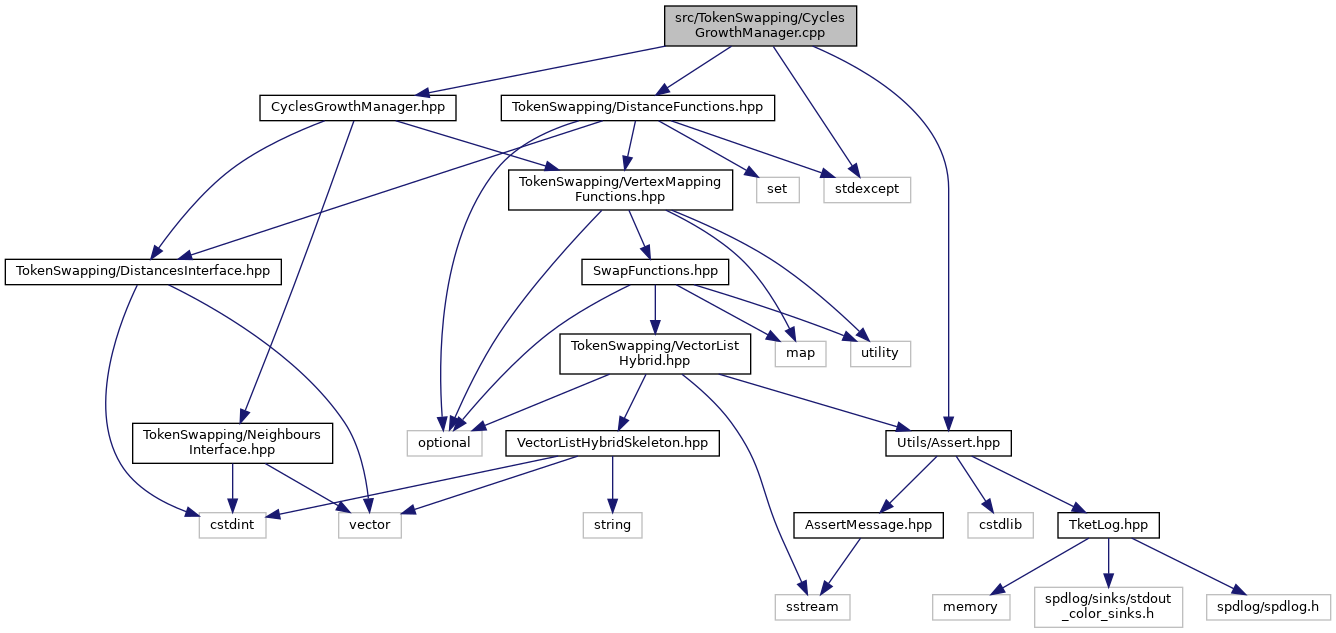 src/TokenSwapping/Cycles
GrowthManager.cpp
CyclesGrowthManager.hpp
TokenSwapping/DistanceFunctions.hpp
TokenSwapping/VertexMapping
Functions.hpp
set
stdexcept
TokenSwapping/DistancesInterface.hpp
SwapFunctions.hpp
TokenSwapping/VectorList
Hybrid.hpp
map
utility
TokenSwapping/Neighbours
Interface.hpp
optional
VectorListHybridSkeleton.hpp
Utils/Assert.hpp
cstdint
vector
string
AssertMessage.hpp
cstdlib
TketLog.hpp
sstream
memory
spdlog/sinks/stdout
_color_sinks.h
spdlog/spdlog.h